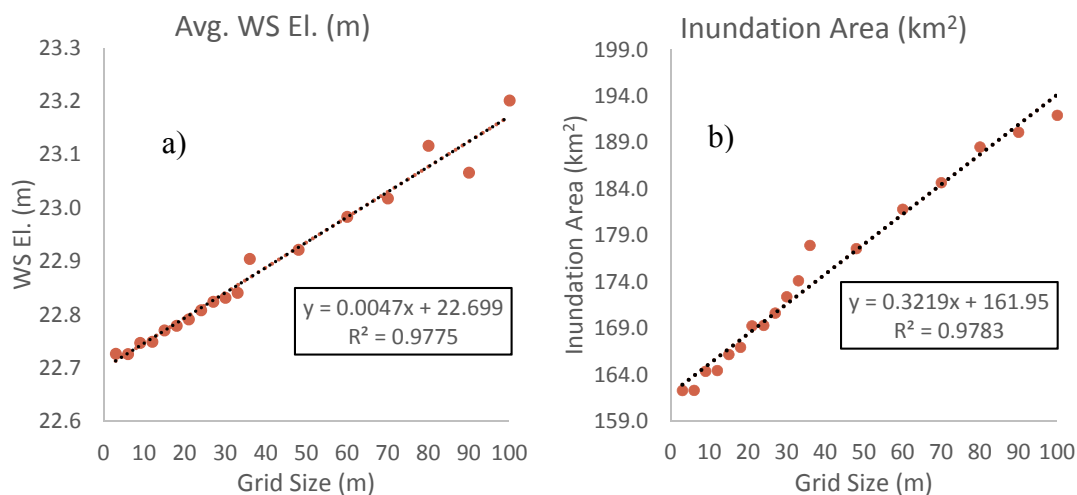 Avg. WS El. (m)
23.3
23.2
23.1
23.0
22.9
22.8
22.7
22.6
WS El. (m)
a)
y = 0.0047x + 22.699
R² = 0.9775
0 10 20 30 40 50 60 70 80 90 100
Grid Size (m)
Inundation Area (km²)
199.0
194.0
189.0
184.0
179.0
174.0
169.0
164.0
159.0
Inundation Area (km²)
b)
y = 0.3219x + 161.95
R² = 0.9783
0 10 20 30 40 50 60 70 80 90 100
Grid Size (m)